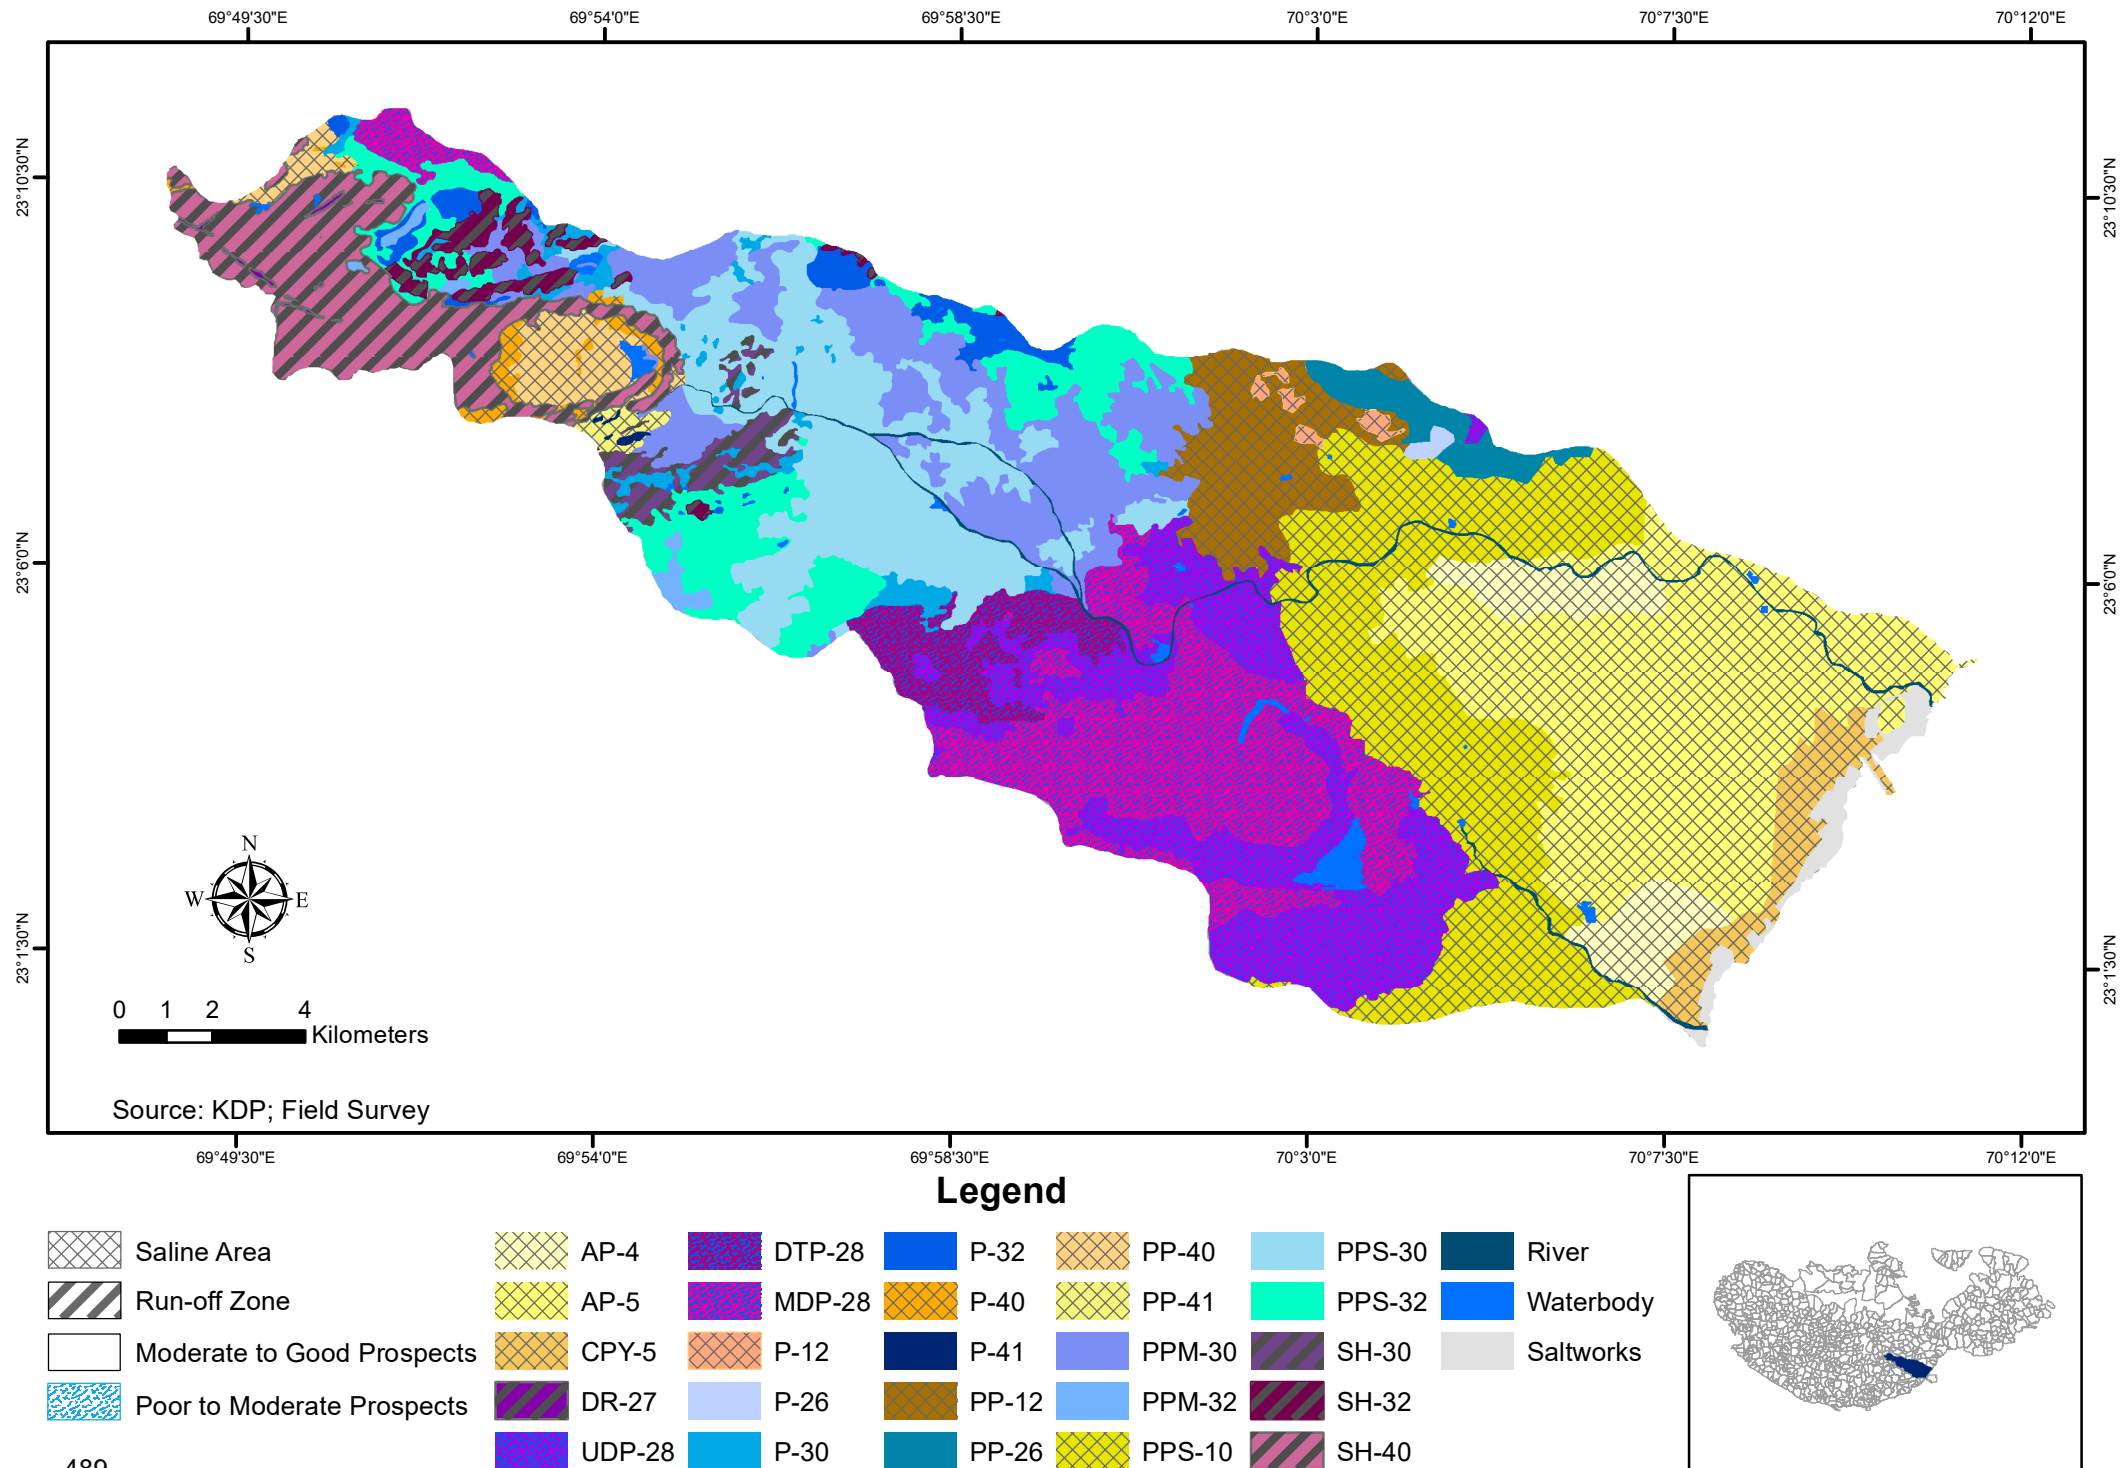 69°49'30"E 69°54'0"E 69°58'30"E 70°3'0"E 70°7'30"E 70°12'0"E
23°10'30"N 23°10'30"N
23°6'0"N 23°6'0"N
23°1'30"N 23°1'30"N
N
W E
S
0 1 2 4
Kilometers
Source: KDP; Field Survey
69°49'30"E 69°54'0"E 69°58'30"E 70°3'0"E 70°7'30"E 70°12'0"E
Legend
Saline Area AP-4 DTP-28 P-32 PP-40 PPS-30 River
Run-off Zone AP-5 MDP-28 P-40 PP-41 PPS-32 Waterbody
Moderate to Good Prospects CPY-5 P-12 P-41 PPM-30 SH-30 Saltworks
Poor to Moderate Prospects DR-27 P-26 PP-12 PPM-32 SH-32
UDP-28 P-30 PP-26 PPS-10 SH-40
489